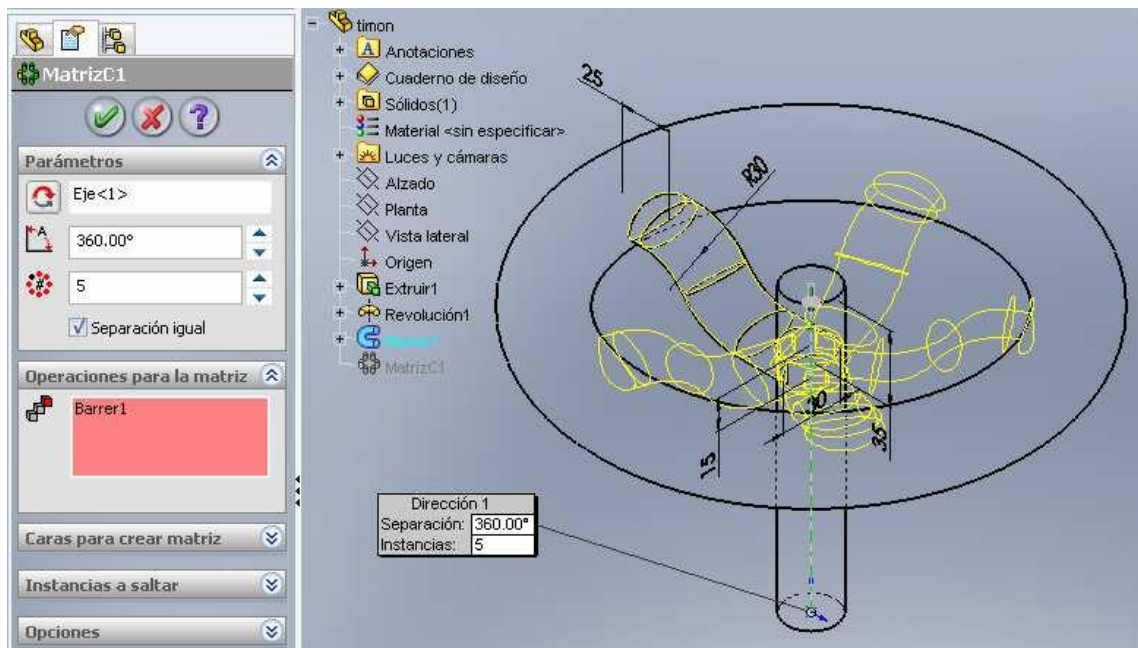 MatrizC1
Parámetros
Eje<1>
360.00°
5
Separación igual
Operaciones para la matriz
Barrer1
Caras para crear matriz
Instancias a saltar
Opciones
timon
Anotaciones
Cuaderno de diseño
Sólidos(1)
Material <sin especificar>
Luces y cámaras
Alzado
Planta
Vista lateral
Origen
Extruir1
Revolución1
Barrer1
MatrizC1
25
R30
15
35
Dirección 1
Separación: 360.00°
Instancias: 5